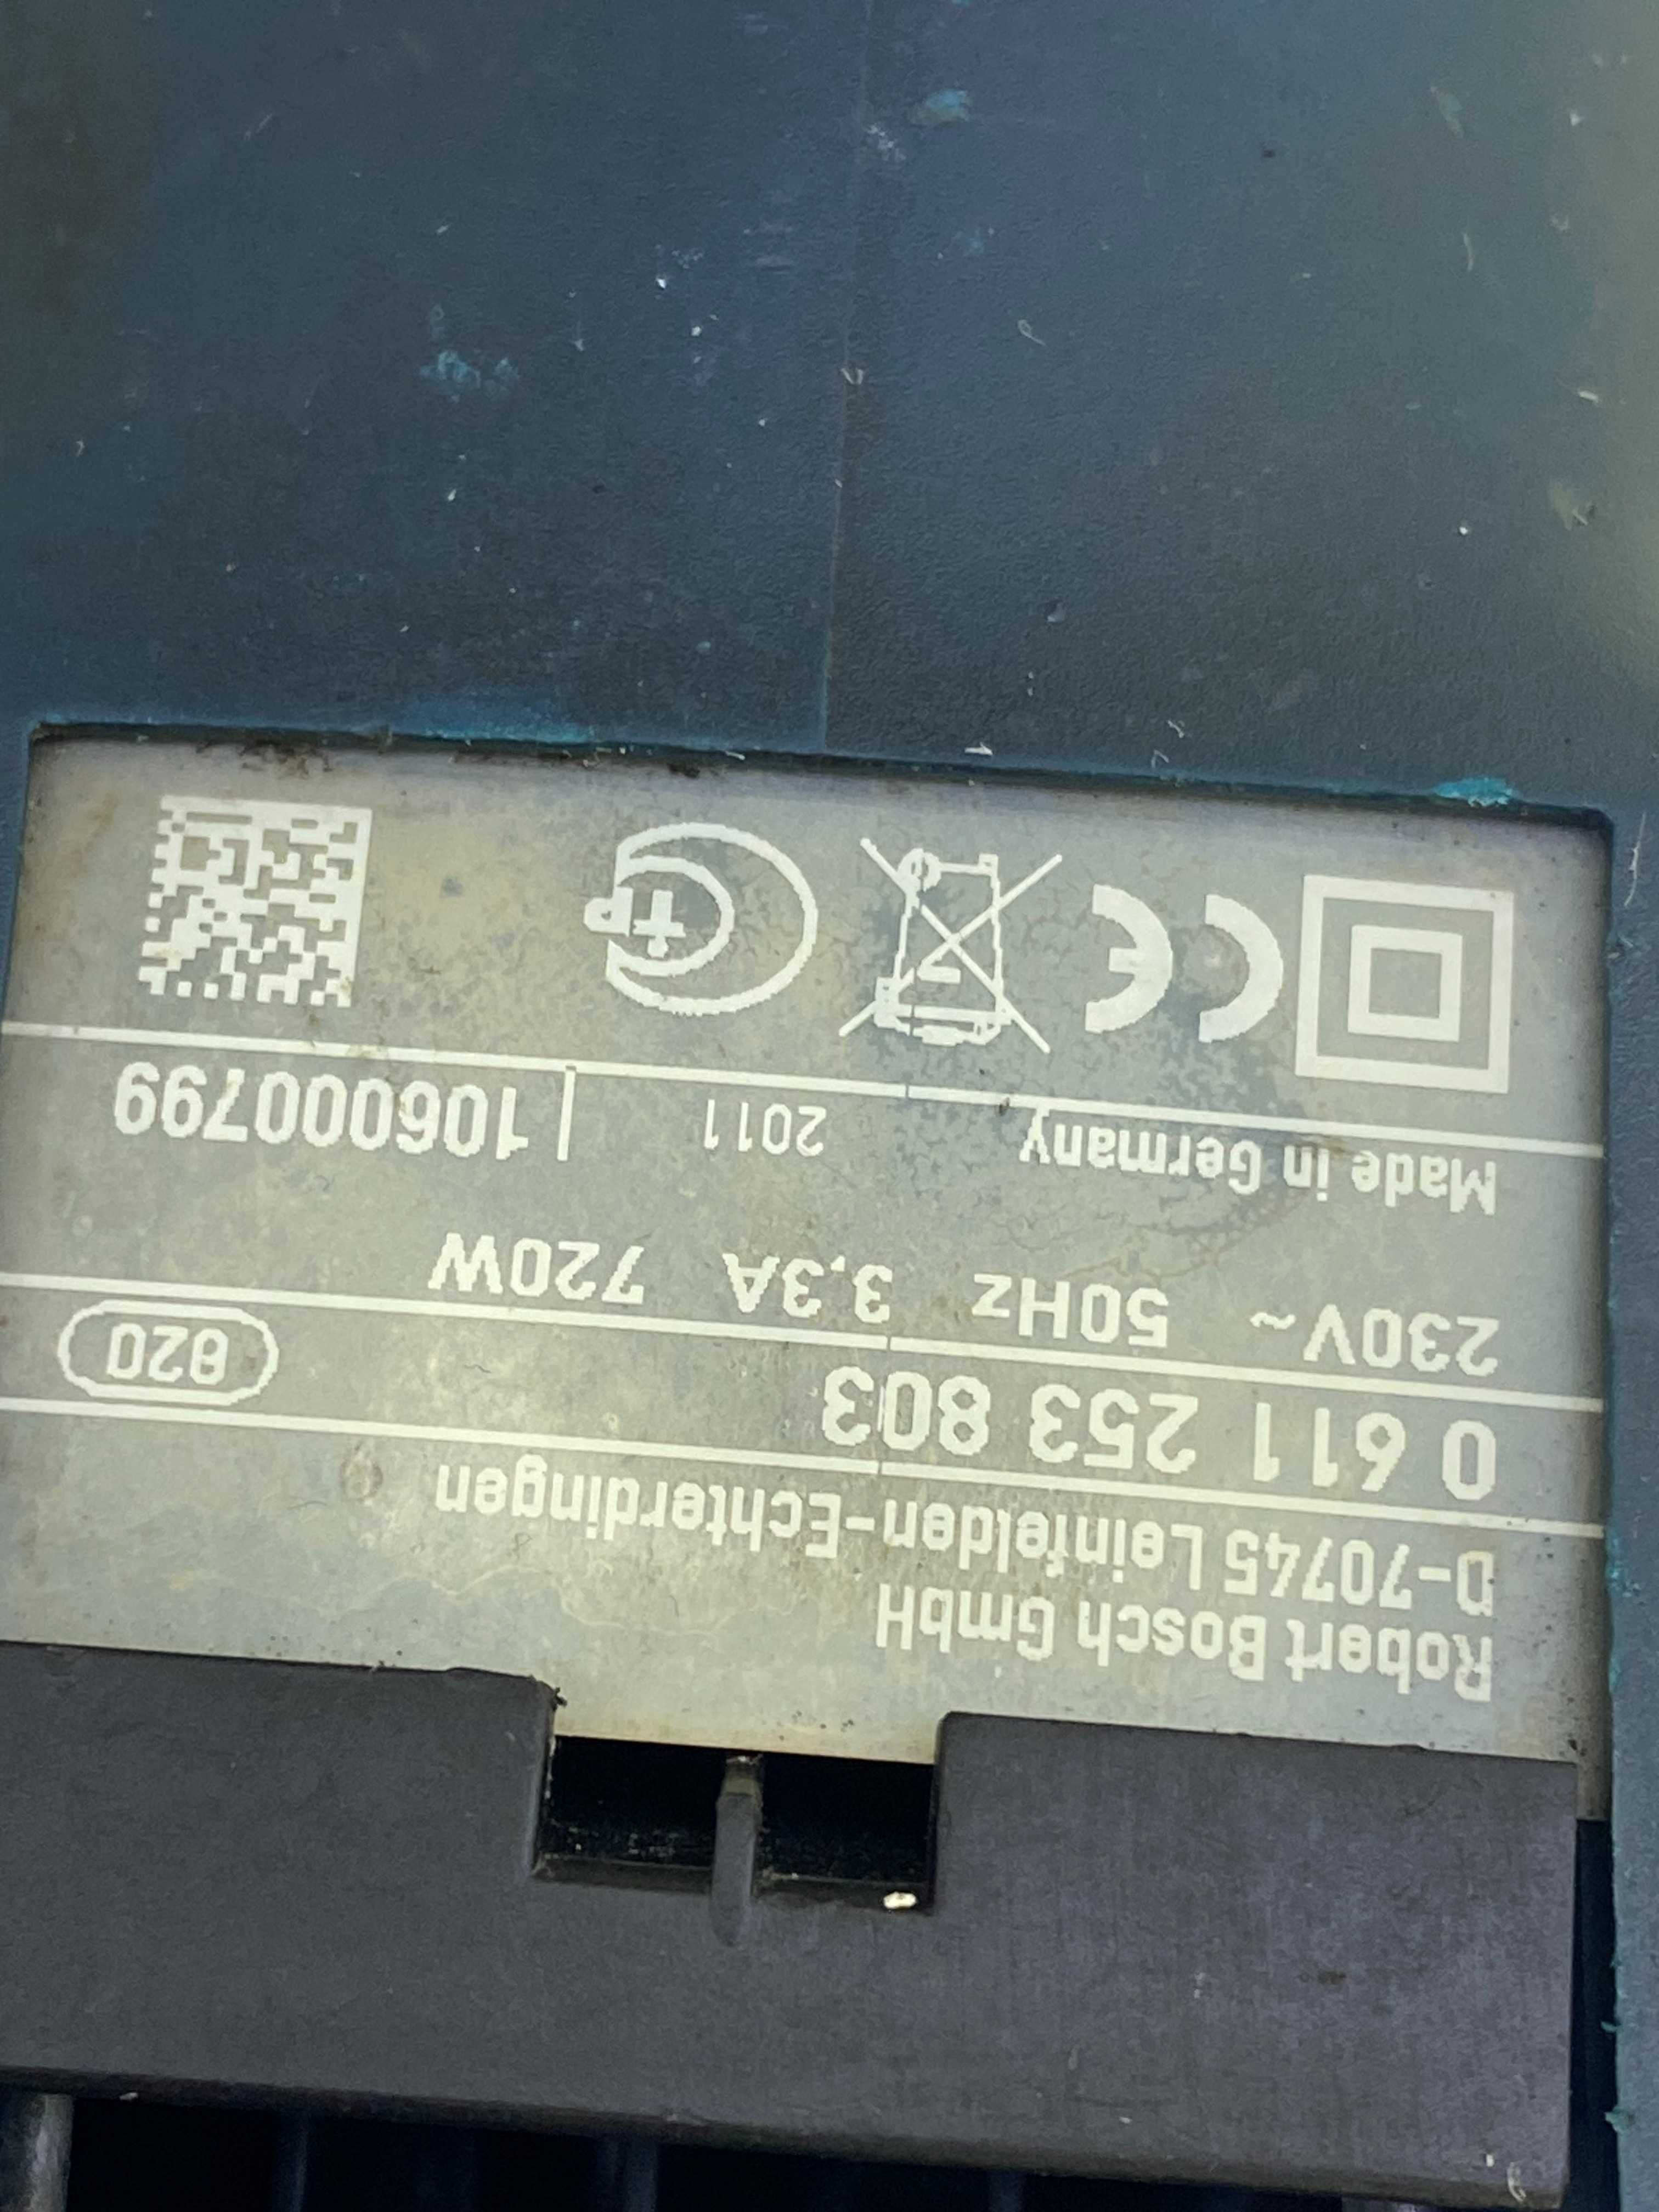 Robert Bosch GmbH
D-70745 Leinfelden-Echterdingen
0 611 253 803 820
230V~ 50Hz 3,3A 720W
Made in Germany 2011 | 106000799
CE